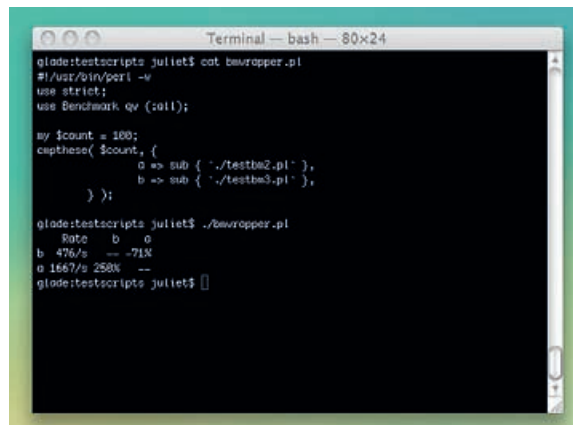 Terminal — bash — 80x24
glade:testscripts juliet$ cat bmwrapper.pl
#!/usr/bin/perl -w
use strict;
use Benchmark qw (:all);
my $count = 100;
cmpthese( $count, {
a => sub { `./testbm2.pl` },
b => sub { `./testbm3.pl` },
} );
glade:testscripts juliet$ ./bmwrapper.pl
Rate b a
b 476/s -- -71%
a 1667/s 250% --
glade:testscripts juliet$